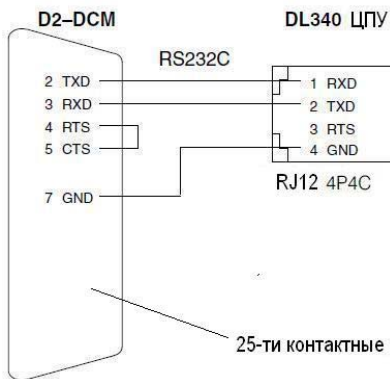 D2–DCM
DL340 ЦПУ
RS232C
2 TXD
3 RXD
4 RTS
5 CTS
7 GND
1 RXD
2 TXD
3 RTS
4 GND
RJ12 4P4C
25-ти контактные